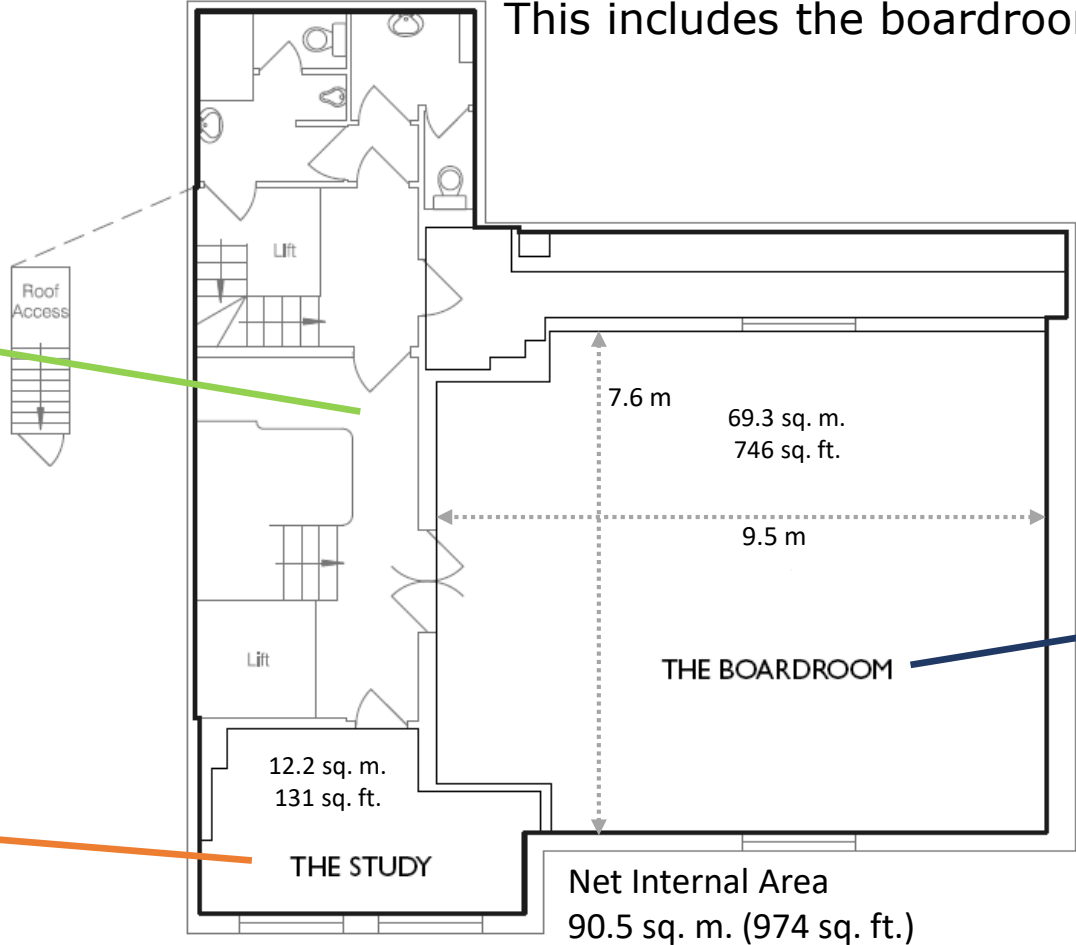 This includes the boardroom
Lift
Roof
Access
7.6 m
69.3 sq. m.
746 sq. ft.
9.5 m
Lift
THE BOARDROOM
12.2 sq. m.
131 sq. ft.
THE STUDY
Net Internal Area
90.5 sq. m. (974 sq. ft.)